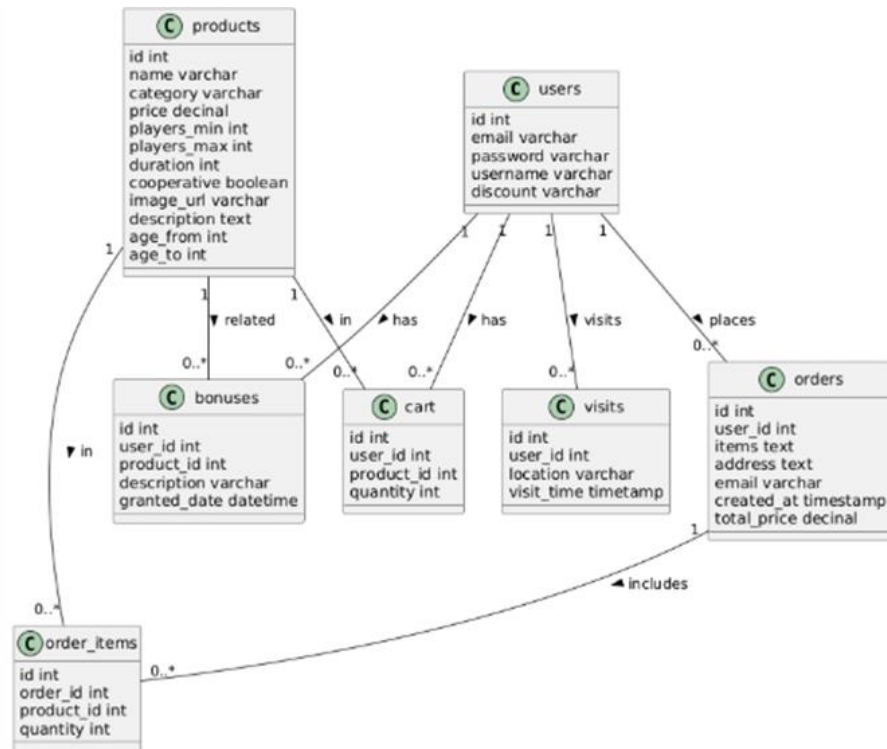 C products
id int
name varchar
category varchar
price decinal
players_min int
players_max int
duration int
cooperative boolean
image_url varchar
description text
age_from int
age_to int
C users
id int
email varchar
password varchar
username varchar
discount varchar
1
1
1
1
1
1
1
related
in
has
has
visits
places
0..*
0..*
0..*
0..*
0..*
0..*
C bonuses
id int
user_id int
product_id int
description varchar
granted_date datetime
C cart
id int
user_id int
product_id int
quantity int
C visits
id int
user_id int
location varchar
visit_time timetamp
C orders
id int
user_id int
items text
address text
email varchar
created_at timestamp
total_price decinal
in
1
includes
0..*
0..*
C order_items
id int
order_id int
product_id int
quantity int